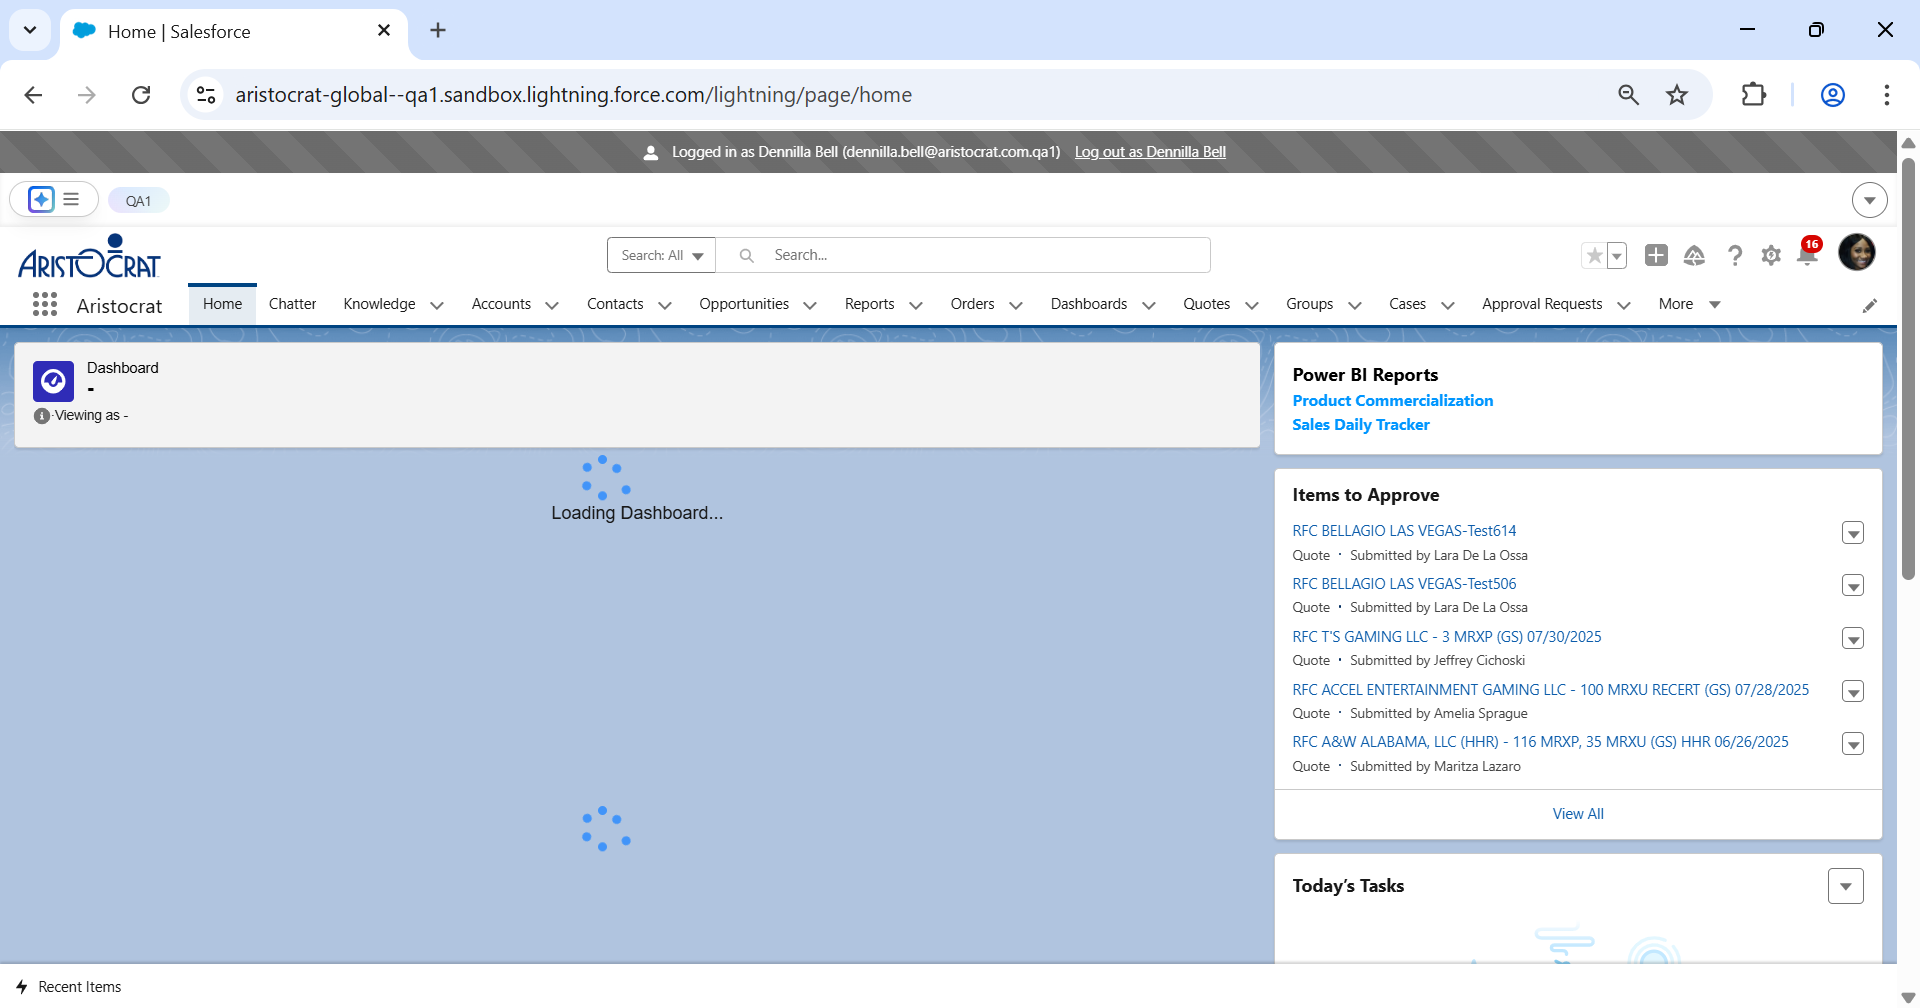 Home | Salesforce
aristocrat-global--qa1.sandbox.lightning.force.com/lightning/page/home
Logged in as Dennilla Bell (dennilla.bell@aristocrat.com.qa1) Log out as Dennilla Bell
QA1
ARISTOCRAT
Search: All
Search...
16
Aristocrat
Home
Chatter
Knowledge
Accounts
Contacts
Opportunities
Reports
Orders
Dashboards
Quotes
Groups
Cases
Approval Requests
More
Dashboard
-
Viewing as -
Loading Dashboard...
Power BI Reports
Product Commercialization
Sales Daily Tracker
Items to Approve
RFC BELLAGIO LAS VEGAS-Test614
Quote · Submitted by Lara De La Ossa
RFC BELLAGIO LAS VEGAS-Test506
Quote · Submitted by Lara De La Ossa
RFC T'S GAMING LLC - 3 MRXP (GS) 07/30/2025
Quote · Submitted by Jeffrey Cichoski
RFC ACCEL ENTERTAINMENT GAMING LLC - 100 MRXU RECERT (GS) 07/28/2025
Quote · Submitted by Amelia Sprague
RFC A&W ALABAMA, LLC (HHR) - 116 MRXP, 35 MRXU (GS) HHR 06/26/2025
Quote · Submitted by Maritza Lazaro
View All
Today’s Tasks
Recent Items